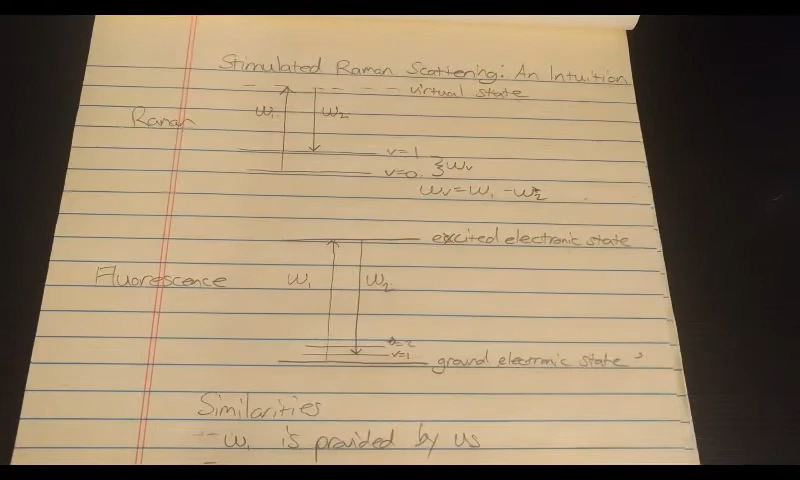 Stimulated Raman Scattering: An Intuition
virtual state
Raman
ω₁
ω₂
v=1
v=0
} ωᵥ
ωᵥ = ω₁ - ω₂
excited electronic state
Fluorescence
ω₁
ω₂
v=1
ground electronic state
Similarities
- ω₁ is provided by us